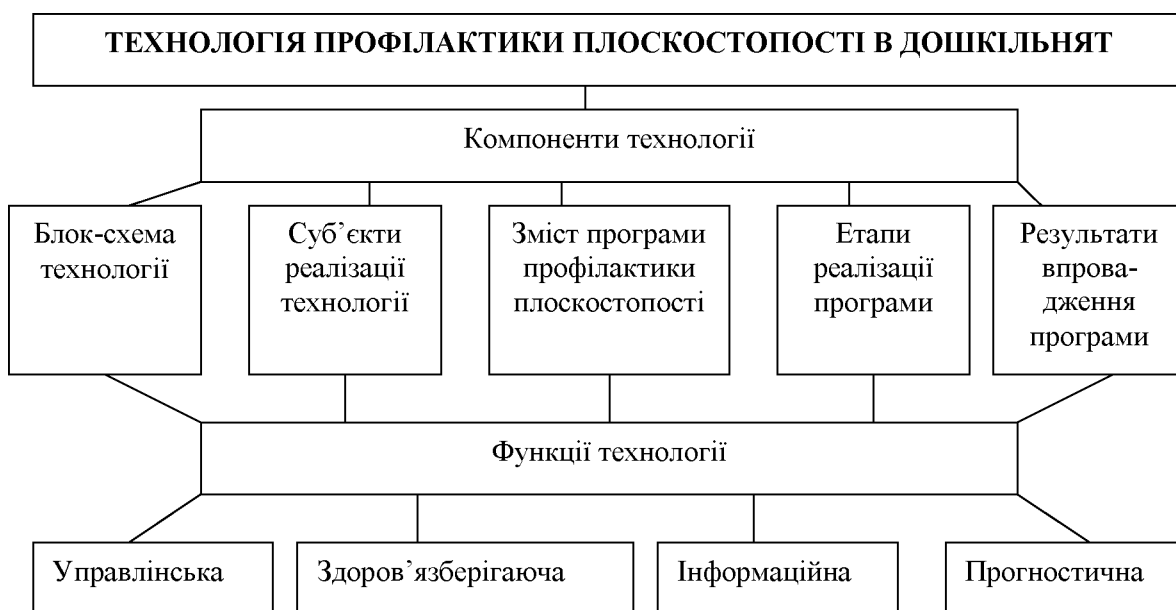 ТЕХНОЛОГІЯ ПРОФІЛАКТИКИ ПЛОСКОСТОПОСТІ В ДОШКІЛЬНЯТ
Компоненти технології
Блок-схема
технології
Суб’єкти
реалізації
технології
Зміст програми
профілактики
плоскостопості
Етапи
реалізації
програми
Результати
впрова-
дження
програми
Функції технології
Управлінська
Здоров’язберігаюча
Інформаційна
Прогностична